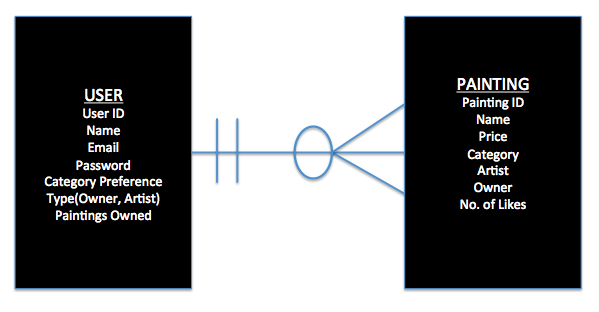 USER
User ID
Name
Email
Password
Category Preference
Type(Owner, Artist)
Paintings Owned
PAINTING
Painting ID
Name
Price
Category
Artist
Owner
No. of Likes